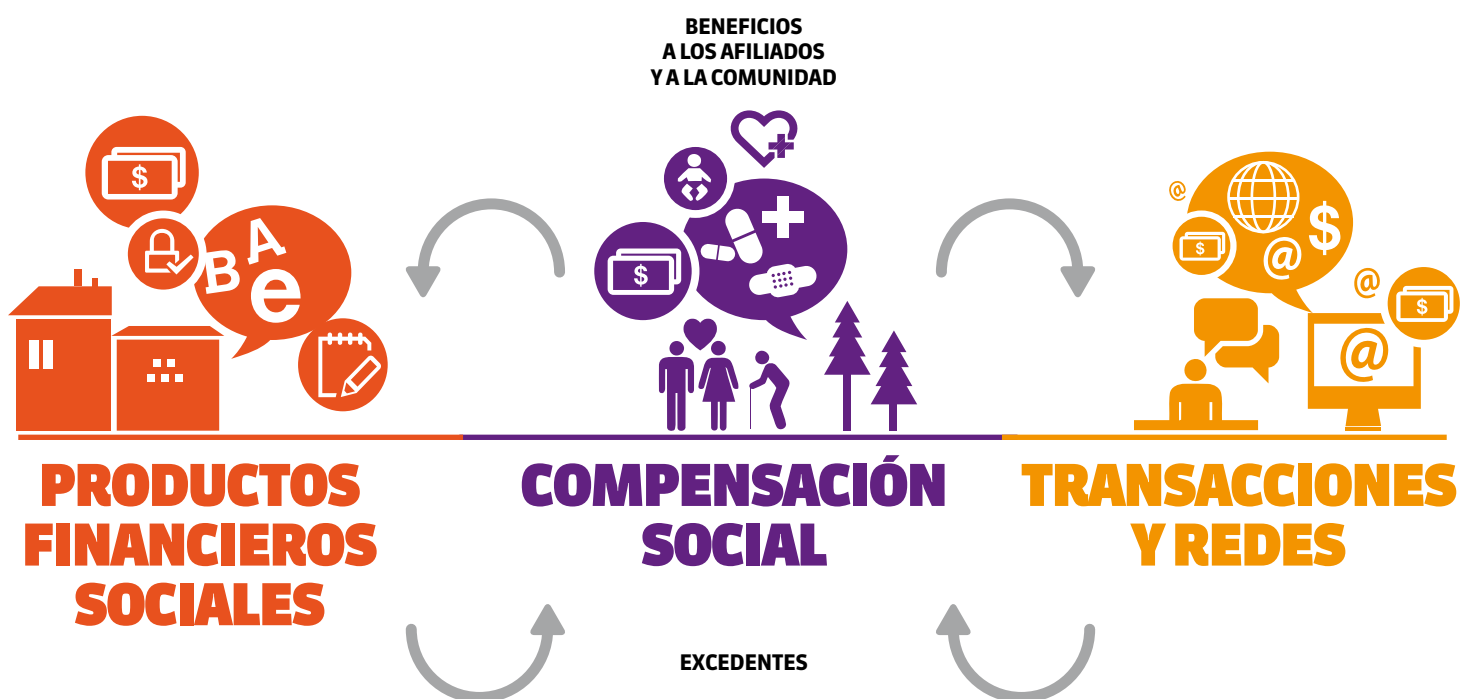 BENEFICIOS
A LOS AFILIADOS
Y A LA COMUNIDAD
$
B A e
$
@
$
$
@
@
$
@
PRODUCTOS
FINANCIEROS
SOCIALES
COMPENSACIÓN
SOCIAL
TRANSACCIONES
Y REDES
EXCEDENTES